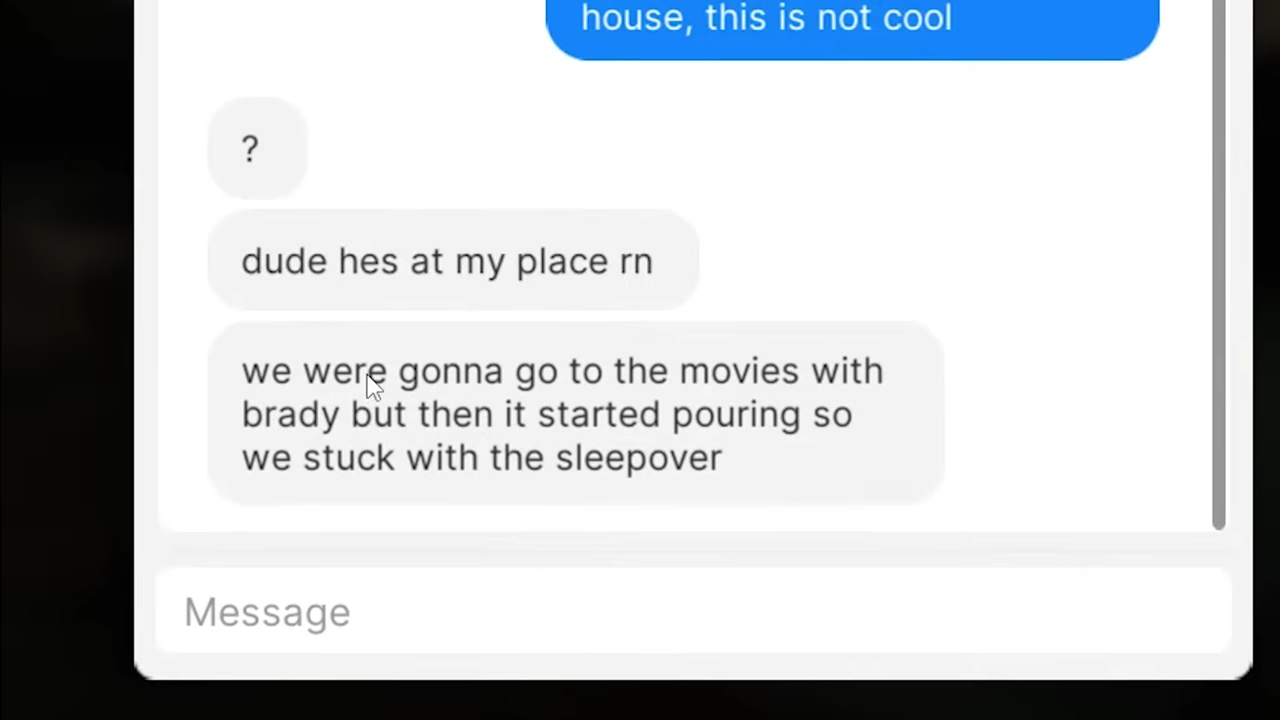 house, this is not cool
?
dude hes at my place rn
we were gonna go to the movies with
brady but then it started pouring so
we stuck with the sleepover
Message